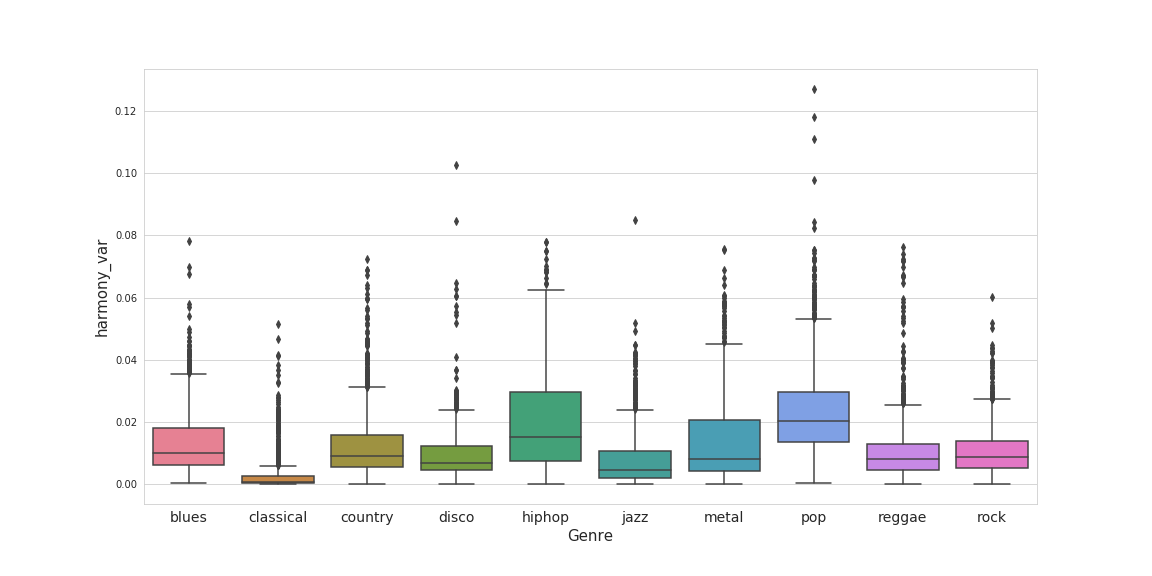 0.12
0.10
0.08
0.06
0.04
0.02
0.00
harmony_var
blues classical country disco hiphop jazz metal pop reggae rock
Genre